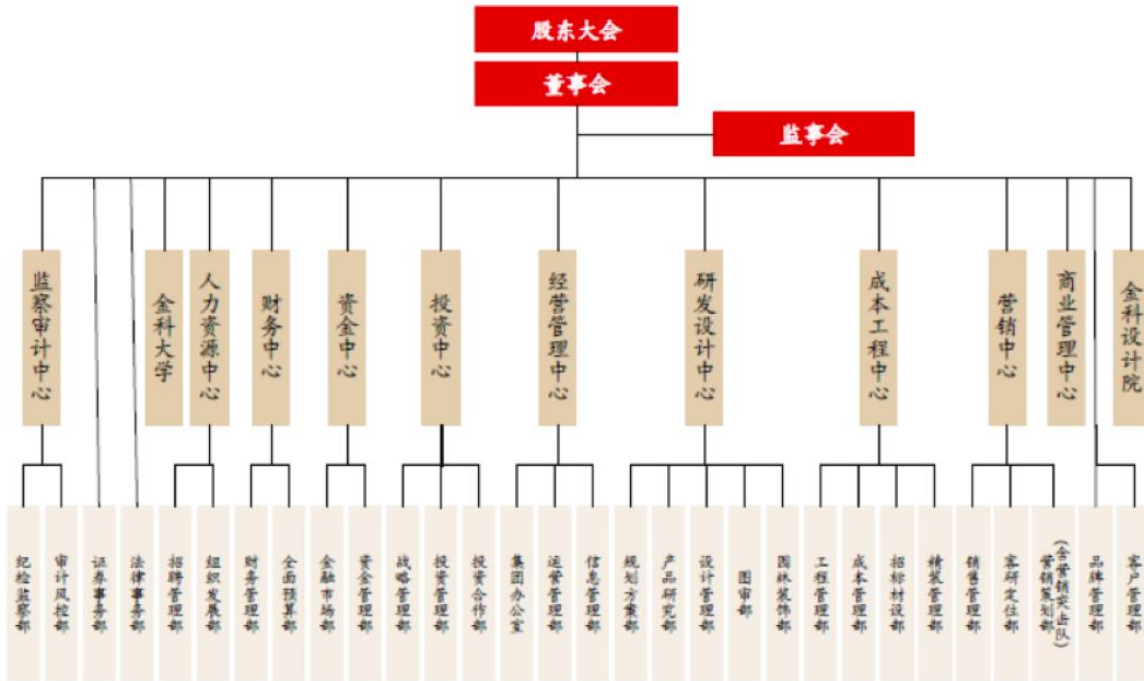 股东大会
董事会
监事会
监察审计中心
金科大学
人力资源中心
财务中心
资金中心
投资中心
经营管理中心
研发设计中心
成本工程中心
营销中心
商业管理中心
金科设计院
纪检监察部
审计风控部
证券事务部
法律事务部
招聘管理部
组织发展部
财务管理部
全面预算部
金融市场部
资金管理部
战略管理部
投资管理部
投资合作部
集团办公室
运营管理部
信息管理部
规划方案部
产品研究部
设计管理部
图审部
园林装饰部
工程管理部
成本管理部
招标材设部
精装管理部
销售管理部
客研定位部
营销策划部
(含营销突击队)
品牌管理部
客户管理部